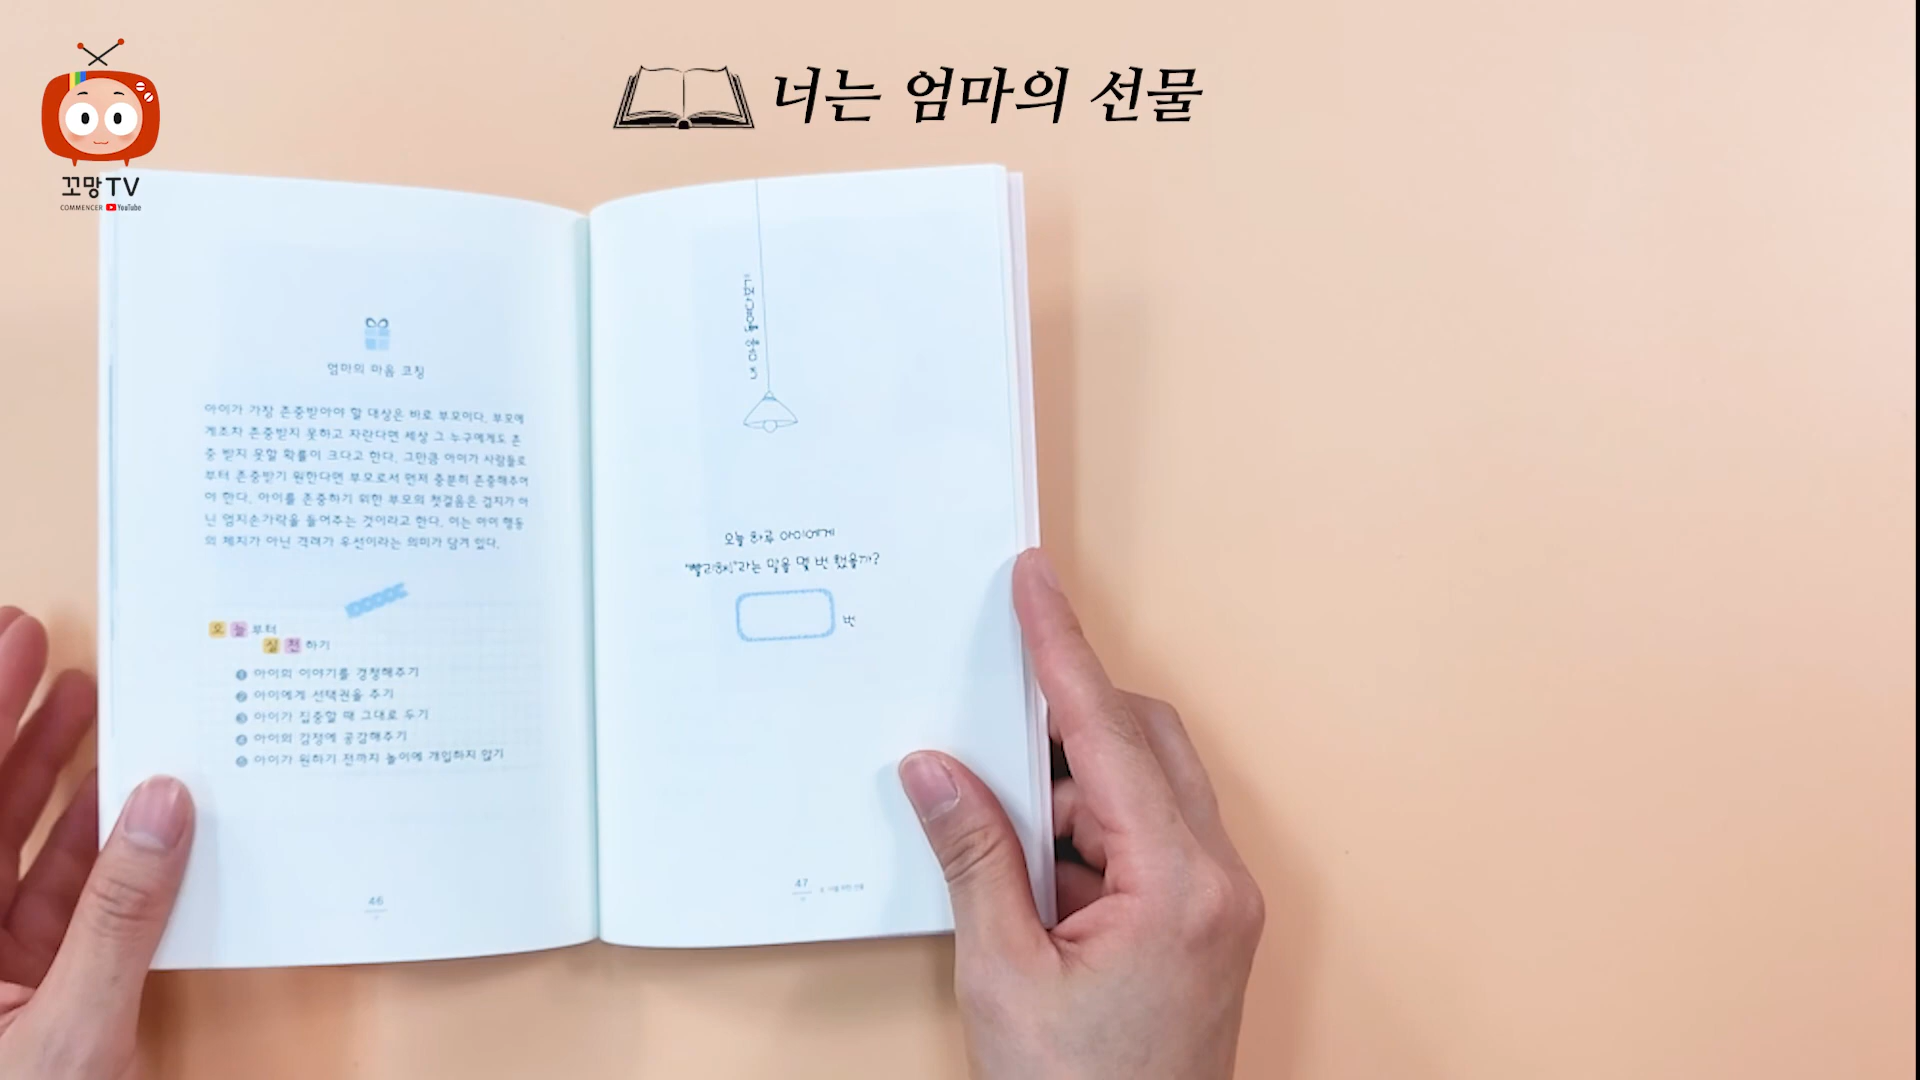 너는 엄마의 선물
꼬망TV
COMMENCER YouTube
엄마의 마음 코칭
아이가 가장 존중받아야 할 대상은 바로 부모이다. 부모에
게조차 존중받지 못하고 자란다면 세상 그 누구에게도 존
중 받지 못할 확률이 크다고 한다. 그만큼 아이가 사람들로
부터 존중받기 원한다면 부모로서 먼저 충분히 존중해주어
야 한다. 아이를 존중하기 위한 부모의 첫걸음은 검지가 아
닌 엄지손가락을 들어주는 것이라고 한다. 이는 아이 행동
의 제지가 아닌 격려가 우선이라는 의미가 담겨 있다.
오늘부터
실천하기
1 아이의 이야기를 경청해주기
2 아이에게 선택권을 주기
3 아이가 집중할 때 그대로 두기
4 아이의 감정에 공감해주기
5 아이가 원하기 전까지 놀이에 개입하지 않기
46
오늘 하루 아이에게
"빨리해"라는 말을 몇 번 했을까?
번
47